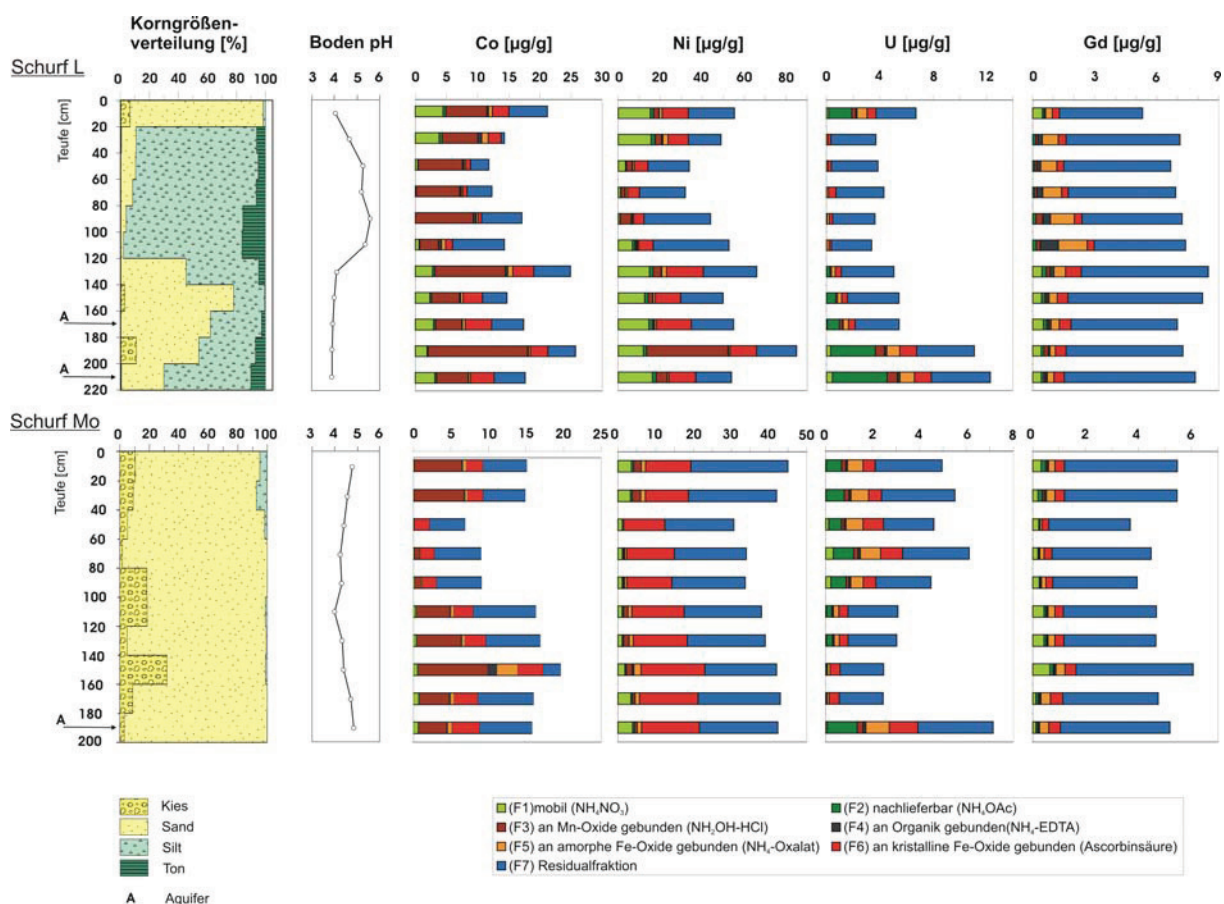 Korngrößen-
verteilung [%]
Boden pH
Co [µg/g]
Ni [µg/g]
U [µg/g]
Gd [µg/g]
Schurf L
0 20 40 60 80 100
3 4 5 6
0 5 10 15 20 25 30
0 20 40 60 80
0 4 8 12
0 3 6 9
Teufe [cm]
0
20
40
60
80
100
120
140
160
A
180
200
A
220
Schurf Mo
0 20 40 60 80 100
3 4 5 6
0 5 10 15 20 25
0 10 20 30 40 50
0 2 4 6 8
0 2 4 6
Teufe [cm]
0
20
40
60
80
100
120
140
160
180
A
200
Kies
Sand
Silt
Ton
A Aquifer
(F1)mobil (NH₄NO₃)
(F2) nachlieferbar (NH₄OAc)
(F3) an Mn-Oxide gebunden (NH₂OH-HCl)
(F4) an Organik gebunden(NH₄-EDTA)
(F5) an amorphe Fe-Oxide gebunden (NH₄-Oxalat)
(F6) an kristalline Fe-Oxide gebunden (Ascorbinsäure)
(F7) Residualfraktion